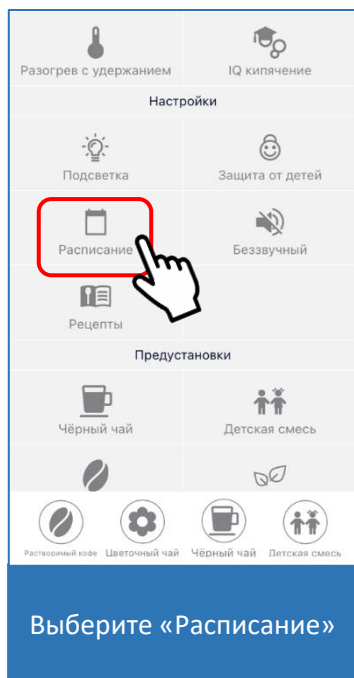 Разогрев с удержанием
IQ кипячение
Настройки
Подсветка
Защита от детей
Расписание
Беззвучный
Рецепты
Предустановки
Чёрный чай
Детская смесь
Растворимый кофе
Цветочный чай
Чёрный чай
Детская смесь
Выберите «Расписание»